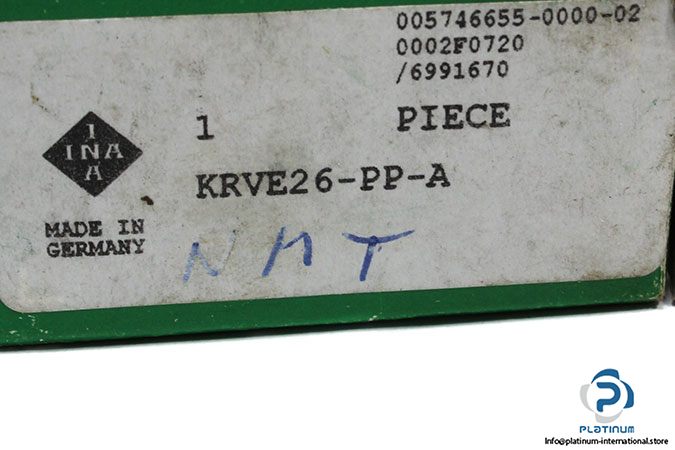 005746655-0000-02
0002F0720
/6991670
1 PIECE
I
INA
A
KRVE26-PP-A
MADE IN
GERMANY
NMT
P
PLATINUM
Info@platinum-international.store